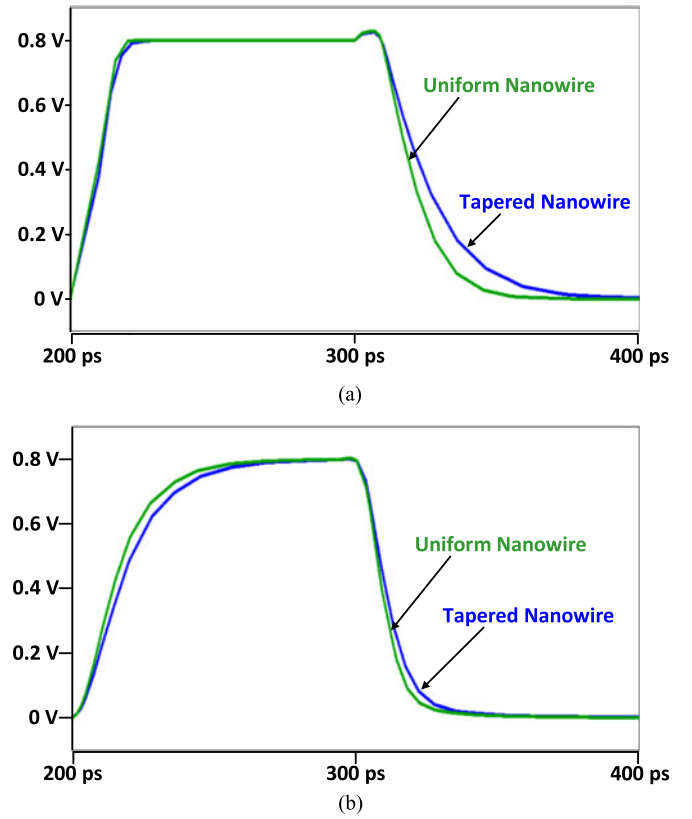 0.8 V
Uniform Nanowire
0.6 V
0.4 V
Tapered Nanowire
0.2 V
0 V
200 ps 300 ps 400 ps
(a)
0.8 V
0.6 V
Uniform Nanowire
0.4 V
Tapered Nanowire
0.2 V
0 V
200 ps 300 ps 400 ps
(b)